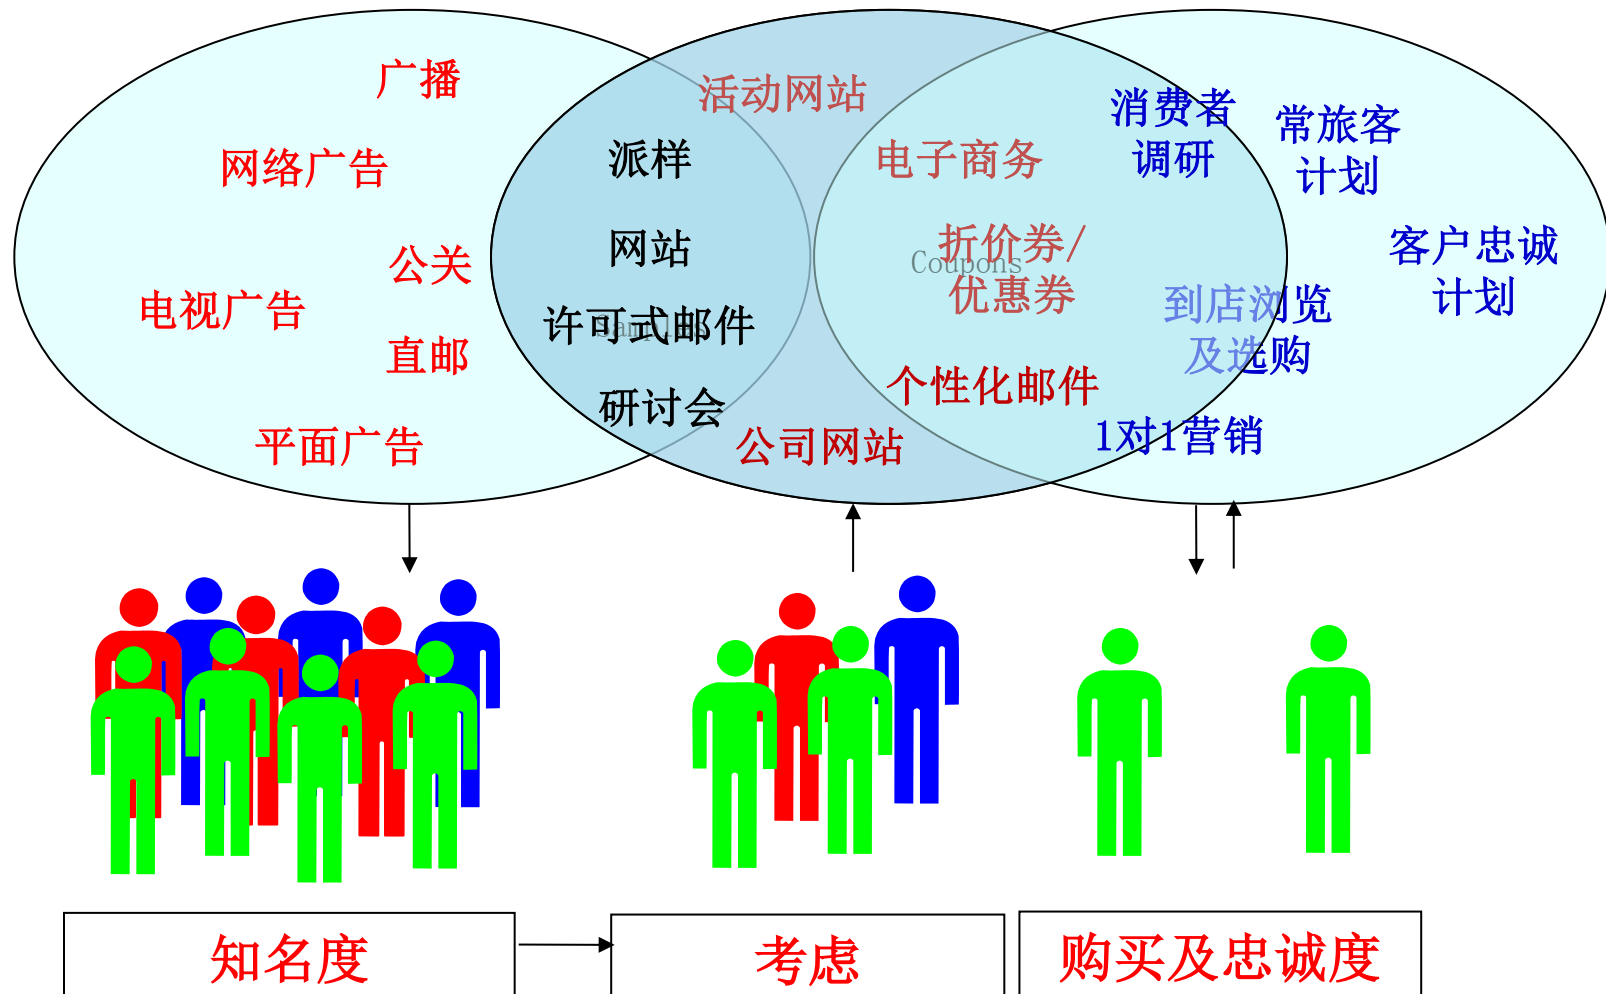 广播
网络广告
公关
电视广告
直邮
平面广告
派样
网站
许可式邮件
Samples
研讨会
活动网站
公司网站
电子商务
折价券/
Coupons
优惠券
个性化邮件
消费者
调研
常旅客
计划
客户忠诚
计划
到店浏览
及选购
1对1营销
知名度
考虑
购买及忠诚度